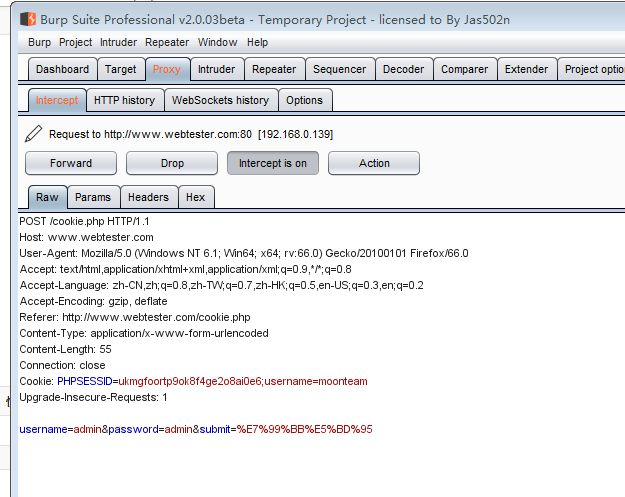 Burp Suite Professional v2.0.03beta - Temporary Project - licensed to By Jas502n
Burp Project Intruder Repeater Window Help
Dashboard Target Proxy Intruder Repeater Sequencer Decoder Comparer Extender Project optio
Intercept HTTP history WebSockets history Options
Request to http://www.webtester.com:80 [192.168.0.139]
Forward Drop Intercept is on Action
Raw Params Headers Hex
POST /cookie.php HTTP/1.1
Host: www.webtester.com
User-Agent: Mozilla/5.0 (Windows NT 6.1; Win64; x64; rv:66.0) Gecko/20100101 Firefox/66.0
Accept: text/html,application/xhtml+xml,application/xml;q=0.9,*/*;q=0.8
Accept-Language: zh-CN,zh;q=0.8,zh-TW;q=0.7,zh-HK;q=0.5,en-US;q=0.3,en;q=0.2
Accept-Encoding: gzip, deflate
Referer: http://www.webtester.com/cookie.php
Content-Type: application/x-www-form-urlencoded
Content-Length: 55
Connection: close
Cookie: PHPSESSID=ukmgfoortp9ok8f4ge2o8ai0e6;username=moonteam
Upgrade-Insecure-Requests: 1
username=admin&password=admin&submit=%E7%99%BB%E5%BD%95